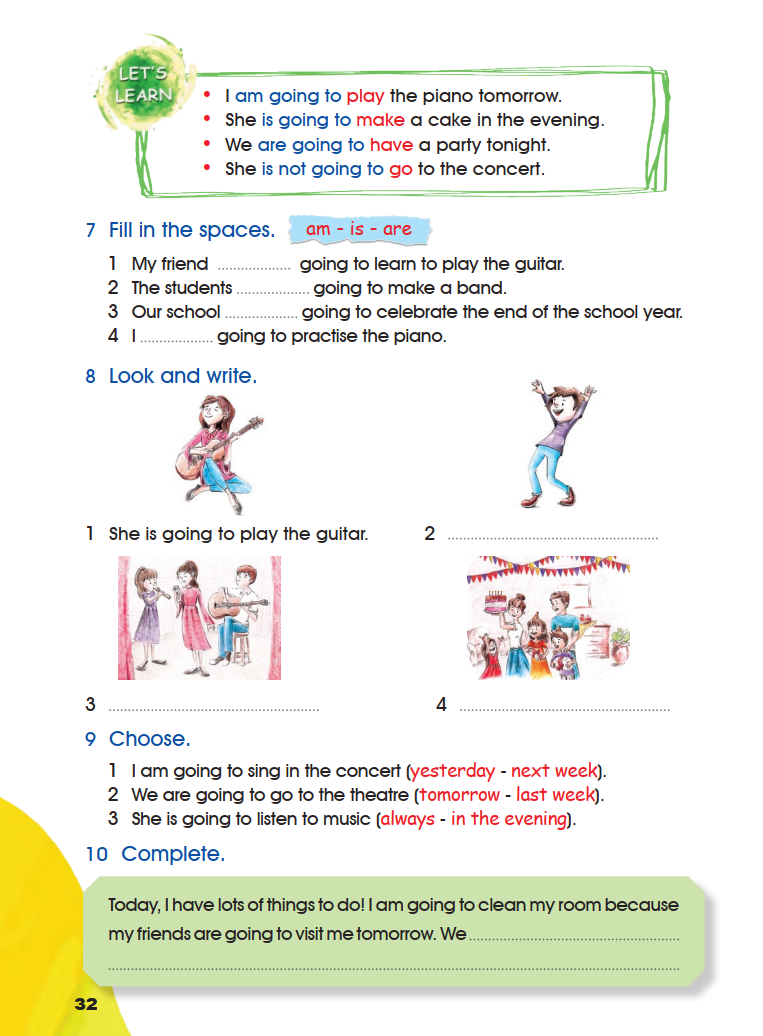 LET'S
LEARN
• I am going to play the piano tomorrow.
• She is going to make a cake in the evening.
• We are going to have a party tonight.
• She is not going to go to the concert.
7 Fill in the spaces. am - is - are
1 My friend ................... going to learn to play the guitar.
2 The students ................... going to make a band.
3 Our school ................... going to celebrate the end of the school year.
4 I ................... going to practise the piano.
8 Look and write.
1 She is going to play the guitar. 2 .......................................................
3 ....................................................... 4 .......................................................
9 Choose.
1 I am going to sing in the concert (yesterday - next week).
2 We are going to go to the theatre (tomorrow - last week).
3 She is going to listen to music (always - in the evening).
10 Complete.
Today, I have lots of things to do! I am going to clean my room because
my friends are going to visit me tomorrow. We .......................................................
......................................................................................................................................................
32